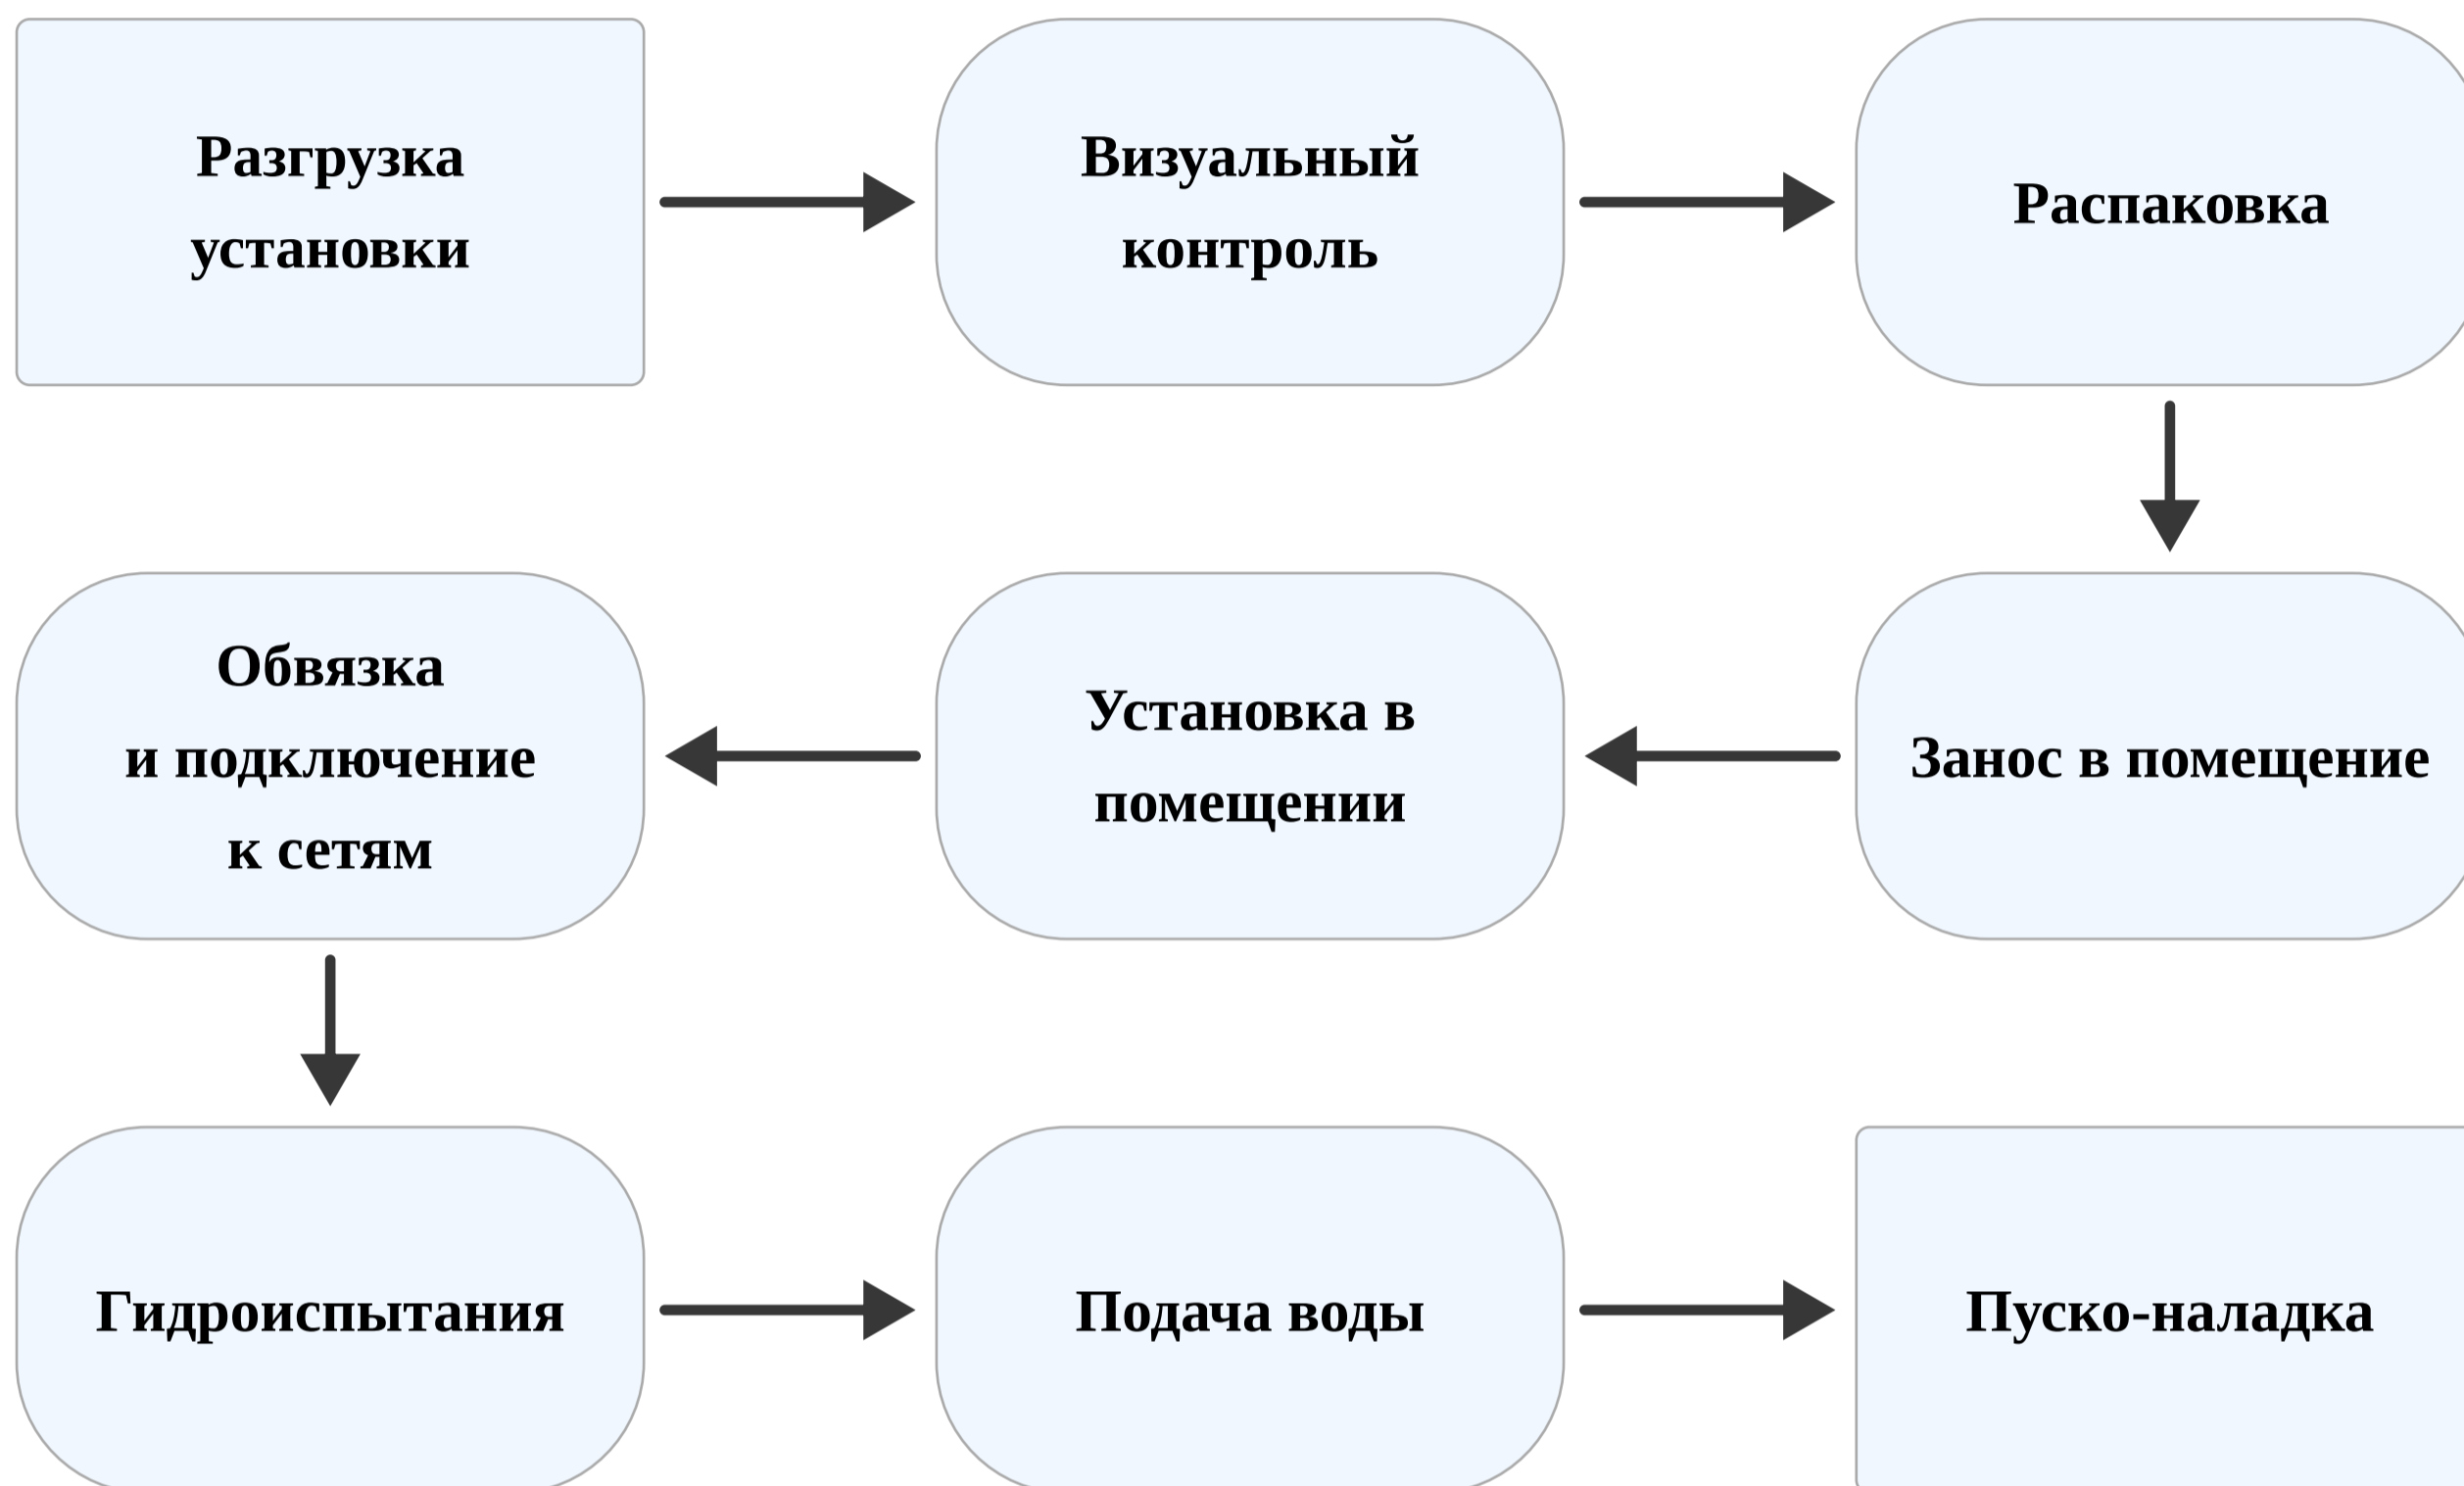 Разгрузка
установки
Визуальный
контроль
Распаковка
Занос в помещение
Установка в
помещении
Обвязка
и подключение
к сетям
Гидроиспытания
Подача воды
Пуско-наладка